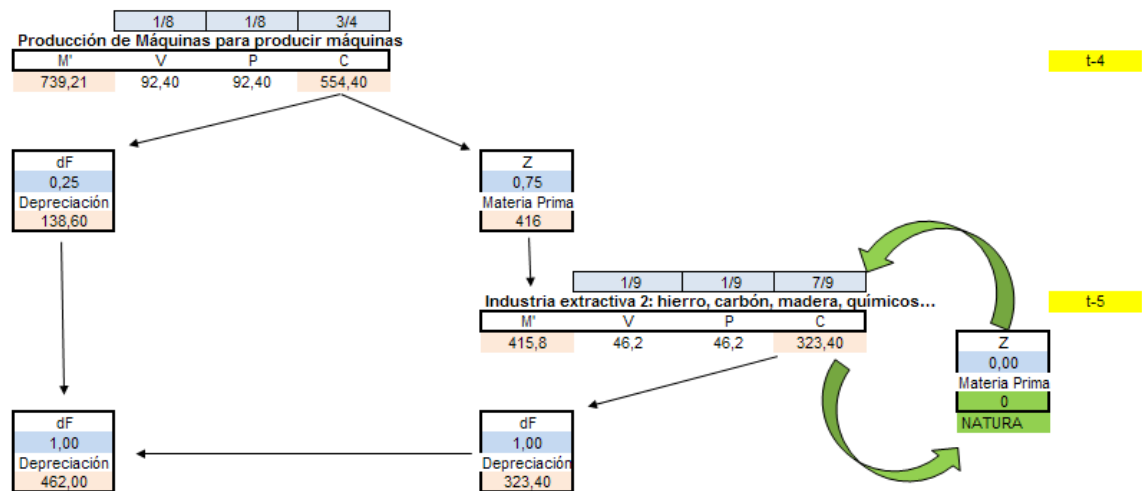 1/8 1/8 3/4
Producción de Máquinas para producir máquinas
M' V P C
739,21 92,40 92,40 554,40
t-4
dF
0,25
Depreciación
138,60
Z
0,75
Materia Prima
416
1/9 1/9 7/9
Industria extractiva 2: hierro, carbón, madera, químicos...
M' V P C
415,8 46,2 46,2 323,40
t-5
Z
0,00
Materia Prima
0
NATURA
dF
1,00
Depreciación
462,00
dF
1,00
Depreciación
323,40